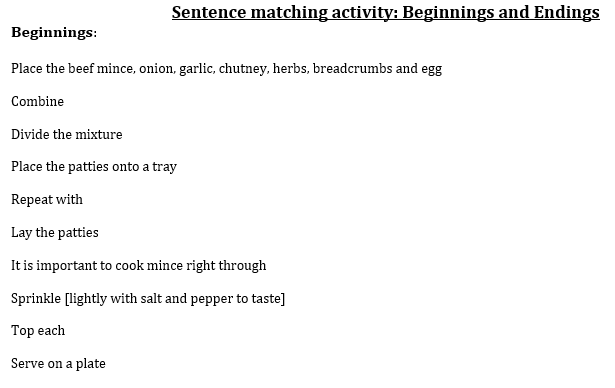 Sentence matching activity: Beginnings and Endings
Beginnings:
Place the beef mince, onion, garlic, chutney, herbs, breadcrumbs and egg
Combine
Divide the mixture
Place the patties onto a tray
Repeat with
Lay the patties
It is important to cook mince right through
Sprinkle [lightly with salt and pepper to taste]
Top each
Serve on a plate